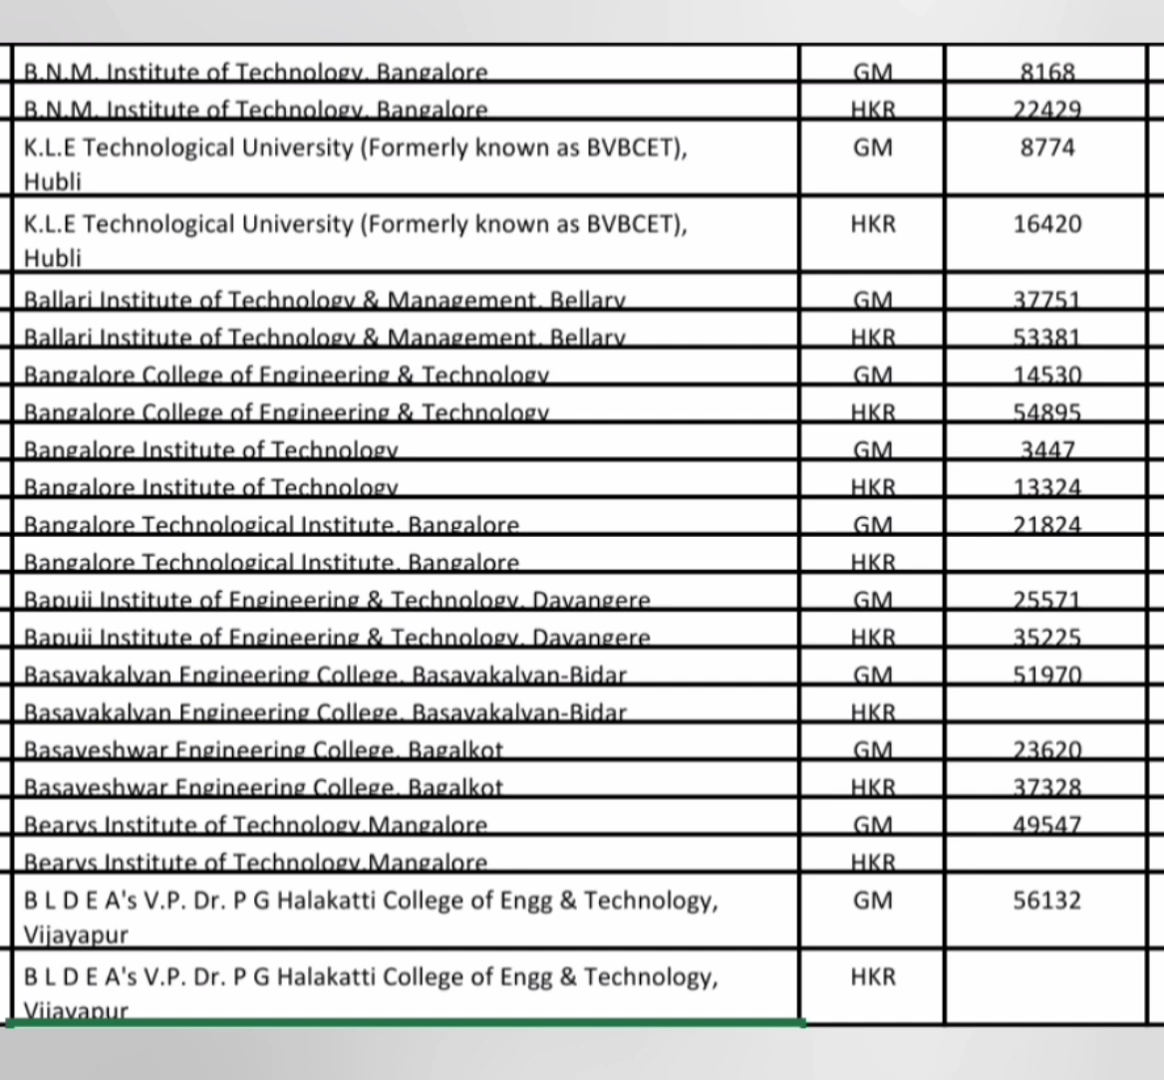 B.N.M. Institute of Technology, Bangalore GM 8168
B.N.M. Institute of Technology, Bangalore HKR 22429
K.L.E Technological University (Formerly known as BVBCET), GM 8774
Hubli
K.L.E Technological University (Formerly known as BVBCET), HKR 16420
Hubli
Ballari Institute of Technology & Management, Bellary GM 37751
Ballari Institute of Technology & Management, Bellary HKR 53381
Bangalore College of Engineering & Technology GM 14530
Bangalore College of Engineering & Technology HKR 54895
Bangalore Institute of Technology GM 3447
Bangalore Institute of Technology HKR 13324
Bangalore Technological Institute, Bangalore GM 21824
Bangalore Technological Institute, Bangalore HKR
Bapuji Institute of Engineering & Technology, Davangere GM 25571
Bapuji Institute of Engineering & Technology, Davangere HKR 35225
Basavakalyan Engineering College, Basavakalyan-Bidar GM 51970
Basavakalyan Engineering College, Basavakalyan-Bidar HKR
Basaveshwar Engineering College, Bagalkot GM 23620
Basaveshwar Engineering College, Bagalkot HKR 37328
Bearys Institute of Technology,Mangalore GM 49547
Bearys Institute of Technology,Mangalore HKR
B L D E A's V.P. Dr. P G Halakatti College of Engg & Technology, GM 56132
Vijayapur
B L D E A's V.P. Dr. P G Halakatti College of Engg & Technology, HKR
Vijayapur